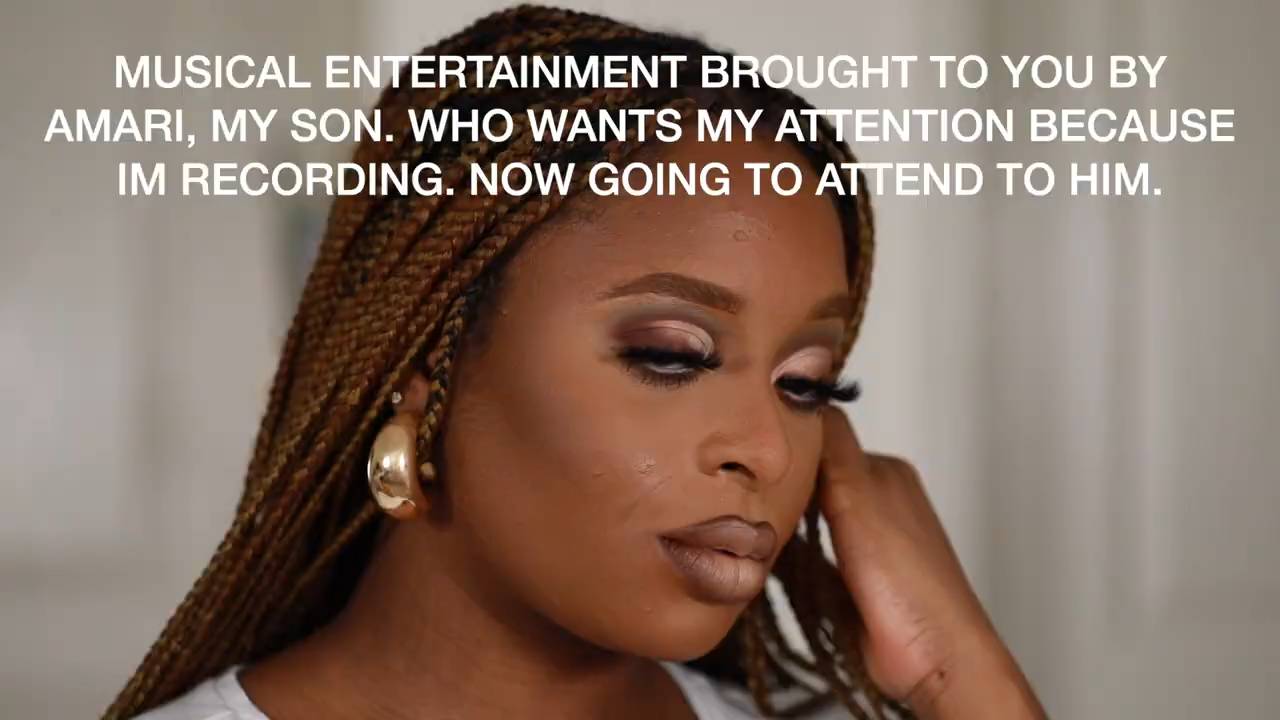 MUSICAL ENTERTAINMENT BROUGHT TO YOU BY
AMARI, MY SON. WHO WANTS MY ATTENTION BECAUSE
IM RECORDING. NOW GOING TO ATTEND TO HIM.